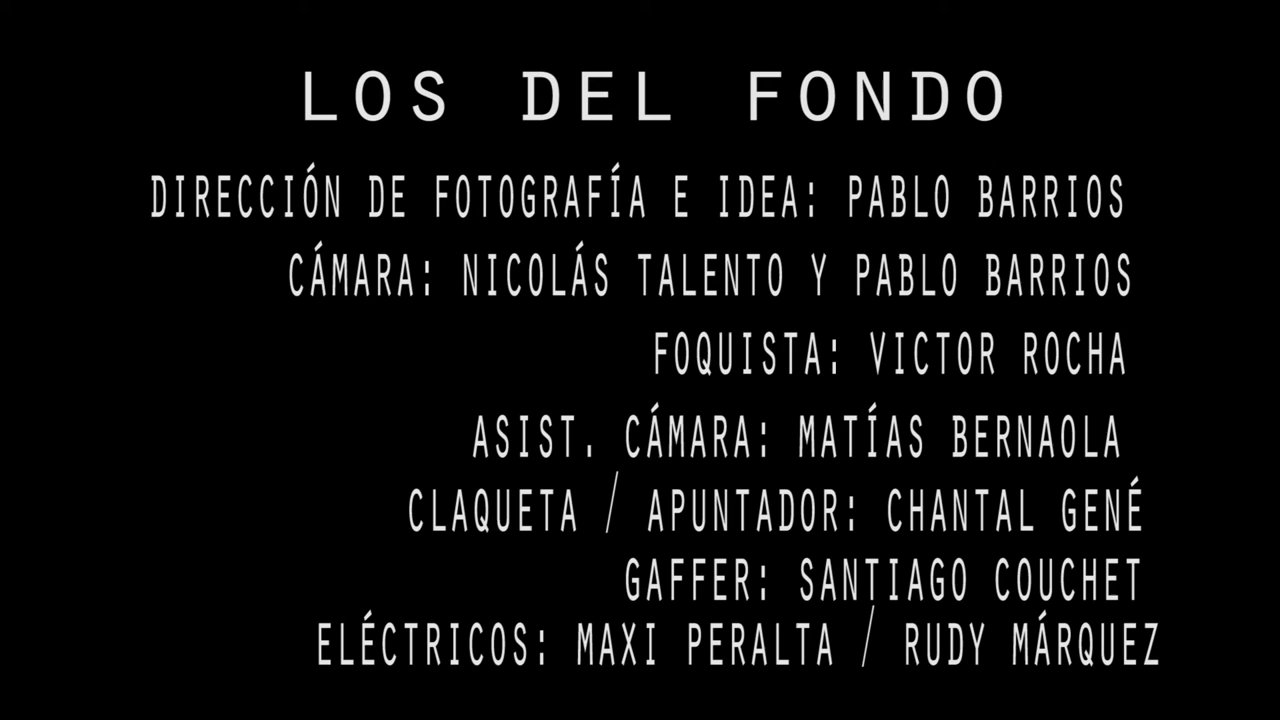 LOS DEL FONDO
DIRECCIÓN DE FOTOGRAFÍA E IDEA: PABLO BARRIOS
CÁMARA: NICOLÁS TALENTO Y PABLO BARRIOS
FOQUISTA: VICTOR ROCHA
ASIST. CÁMARA: MATÍAS BERNAOLA
CLAQUETA / APUNTADOR: CHANTAL GENÉ
GAFFER: SANTIAGO COUCHET
ELÉCTRICOS: MAXI PERALTA / RUDY MÁRQUEZ